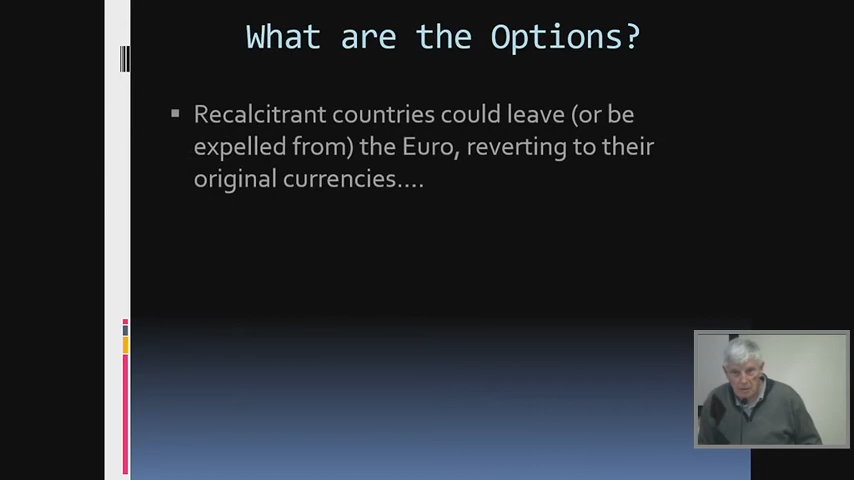 What are the Options?
Recalcitrant countries could leave (or be
expelled from) the Euro, reverting to their
original currencies....